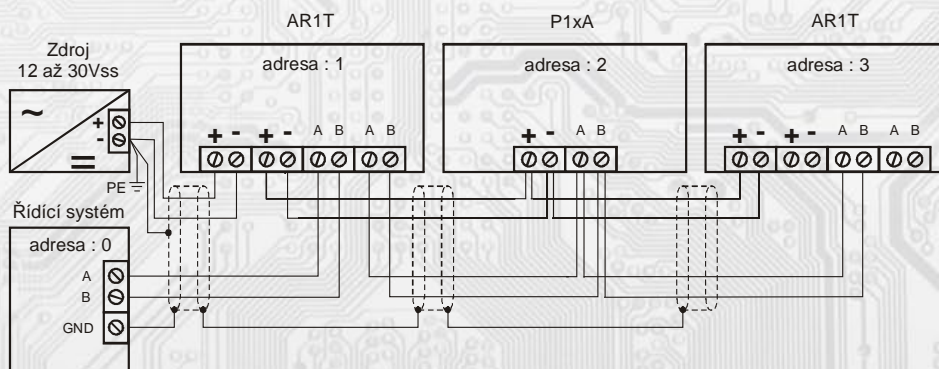 AR1T
P1xA
AR1T
Zdroj
12 až 30Vss
adresa : 1
adresa : 2
adresa : 3
~
+
-
=
PE
+ - + - A B A B
+ - A B
+ - + - A B A B
Řídící systém
adresa : 0
A
B
GND